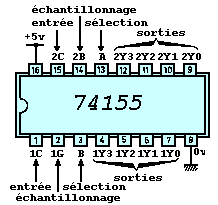 échantillonnage
entrée sélection sorties
+5v 2C 2B A 2Y3 2Y2 2Y1 2Y0
16 15 14 13 12 11 10 9
74155
1 2 3 4 5 6 7 8
1C 1G B 1Y3 1Y2 1Y1 1Y0 0v
entrée sélection sorties
échantillonnage